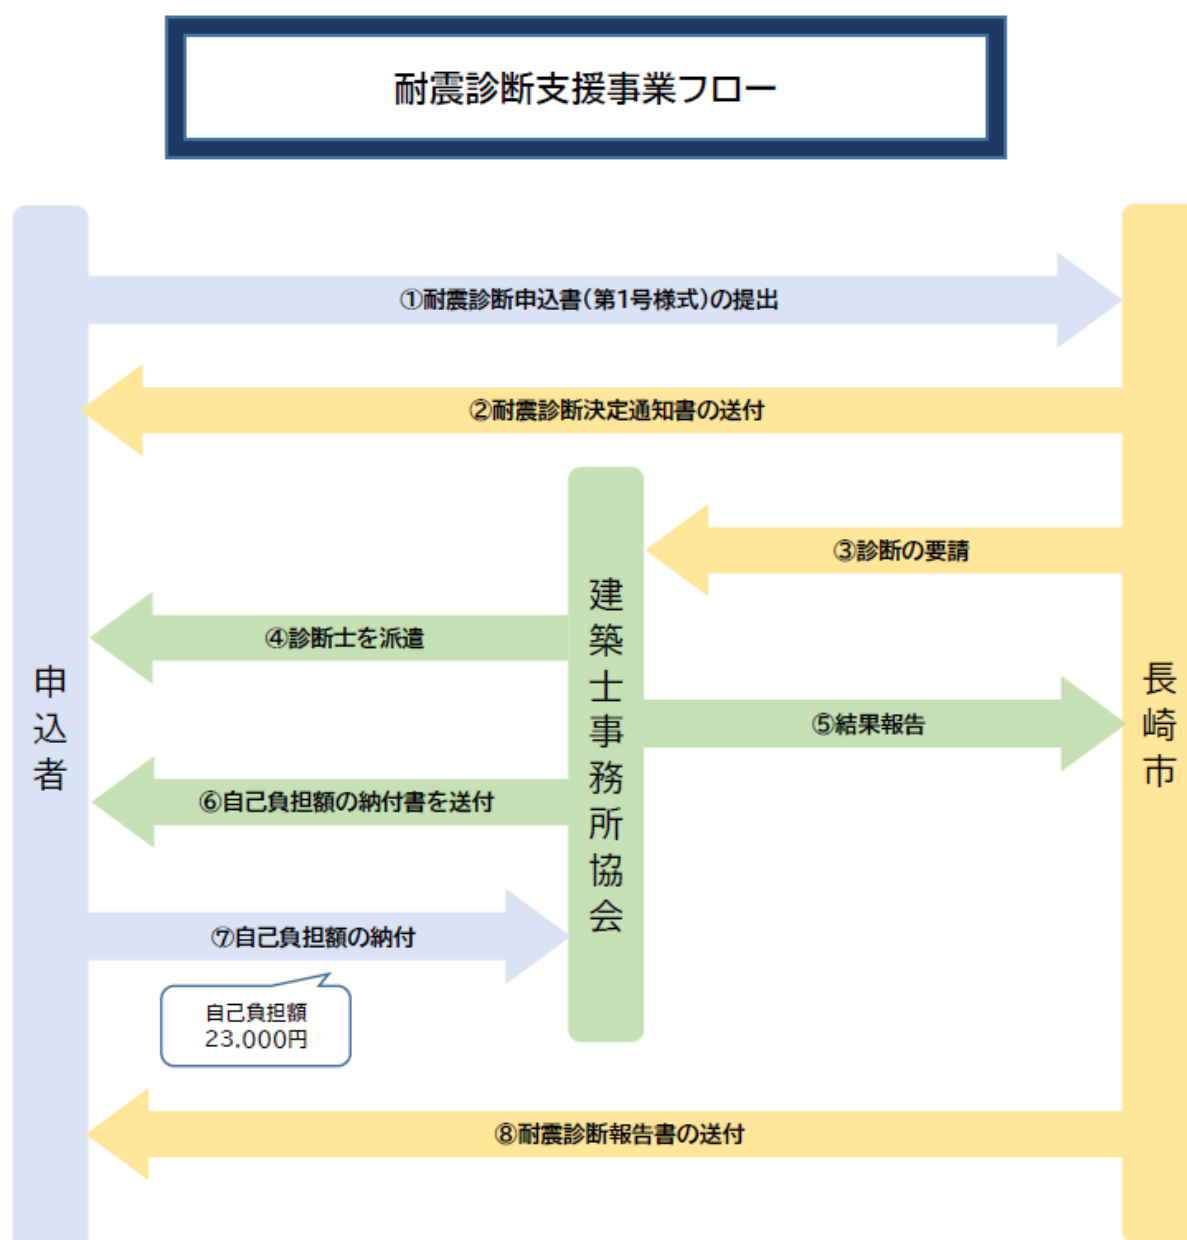 耐震診断支援事業フロー
①耐震診断申込書(第1号様式)の提出
②耐震診断決定通知書の送付
③診断の要請
④診断士を派遣
⑤結果報告
⑥自己負担額の納付書を送付
⑦自己負担額の納付
自己負担額
23,000円
⑧耐震診断報告書の送付
申込者
建築士事務所協会
長崎市